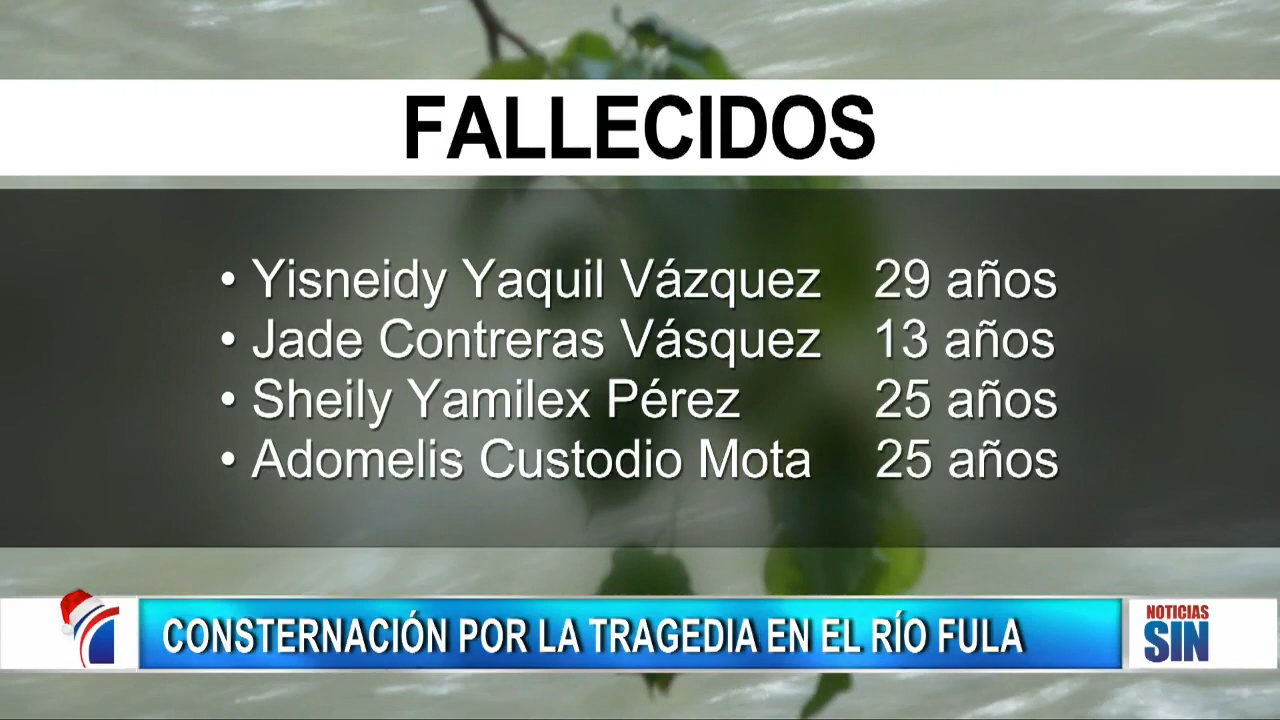 FALLECIDOS
• Yisneidy Yaquil Vázquez 29 años
• Jade Contreras Vásquez 13 años
• Sheily Yamilex Pérez 25 años
• Adomelis Custodio Mota 25 años
CONSTERNACIÓN POR LA TRAGEDIA EN EL RÍO FULA
NOTICIAS
SIN